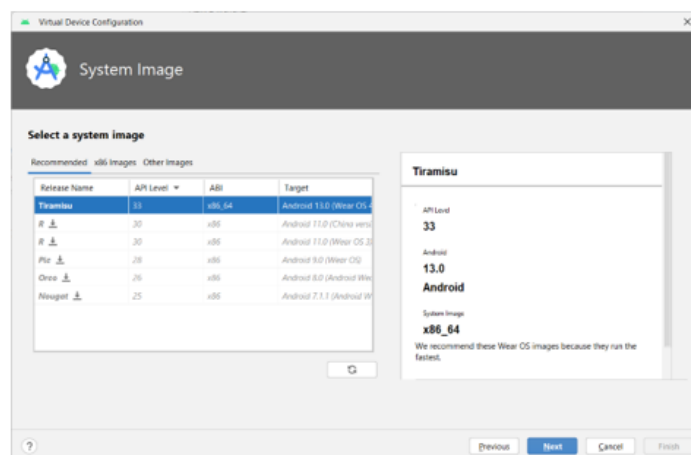 Virtual Device Configuration
System Image
Select a system image
Recommended x86 Images Other Images
Release Name API Level ABI Target
Tiramisu 33 x86_64 Android 13.0 (Wear OS 4
R 30 x86 Android 11.0 (China versi
R 30 x86 Android 11.0 (Wear OS 3
Pie 28 x86 Android 9.0 (Wear OS)
Oreo 26 x86 Android 8.0 (Android We
Nougat 25 x86 Android 7.1.1 (Android W
Tiramisu
API Level
33
Android
13.0
Android
System Image
x86_64
We recommend these Wear OS images because they run the
fastest.
? Previous Next Cancel Finish